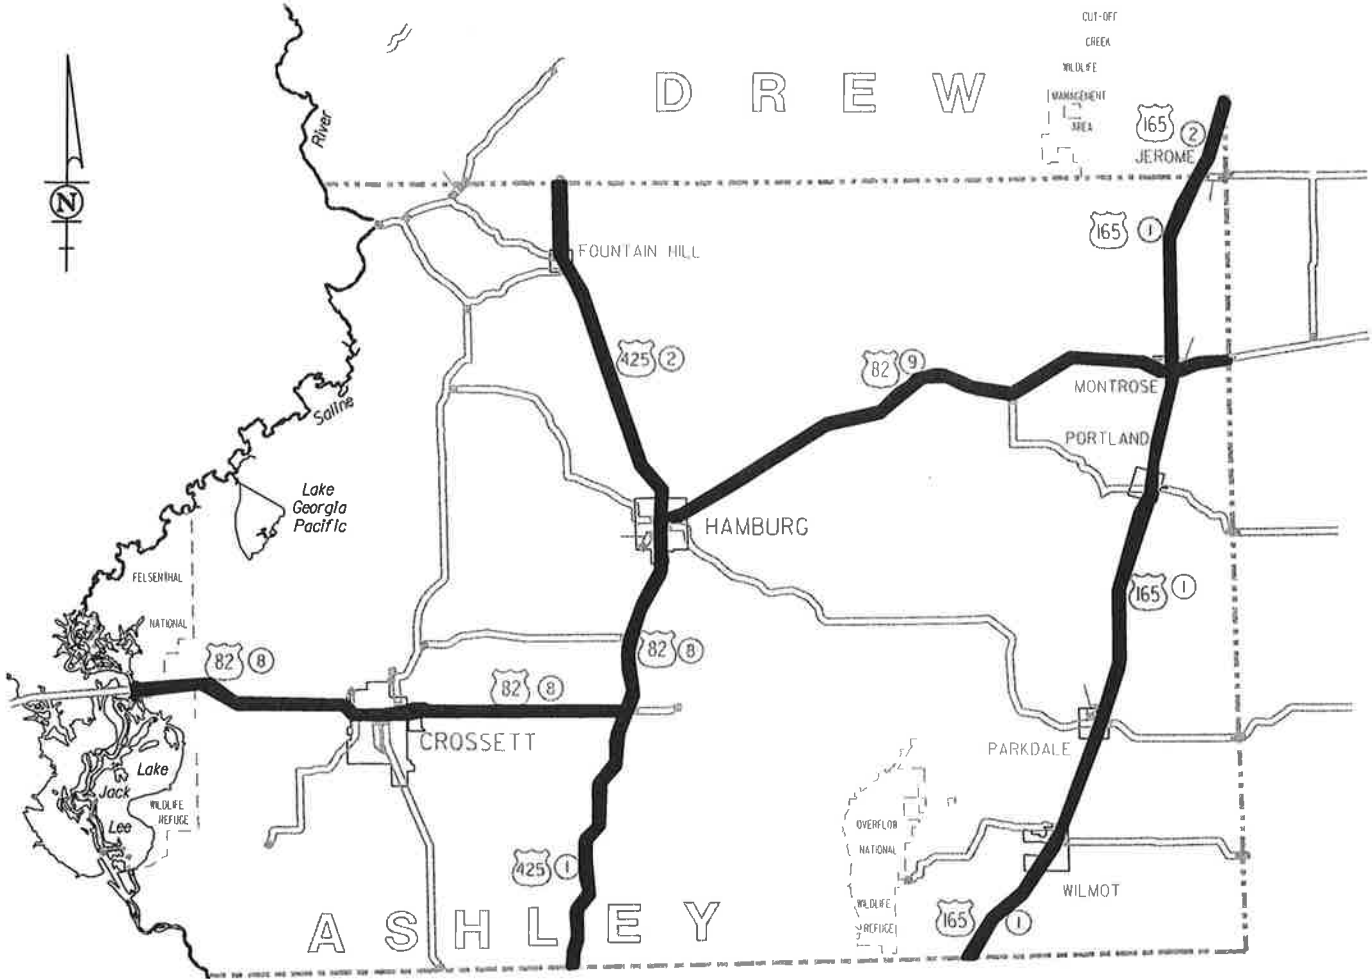 CUT-OFF
CREEK
WILDLIFE
MANAGEMENT
AREA
DREW
165 2
JEROME
River
N
165 1
FOUNTAIN HILL
425 2
82 9
MONTROSE
Saline
PORTLAND
Lake
Georgia
Pacific
HAMBURG
FELSENTHAL
NATIONAL
165 1
82 8
82 8
82 8
CROSSETT
PARKDALE
Lake
Jack
Lee
WILDLIFE
REFUGE
OVERFLOW
NATIONAL
425 1
WILMOT
WILDLIFE
REFUGE
165 1
ASHLEY